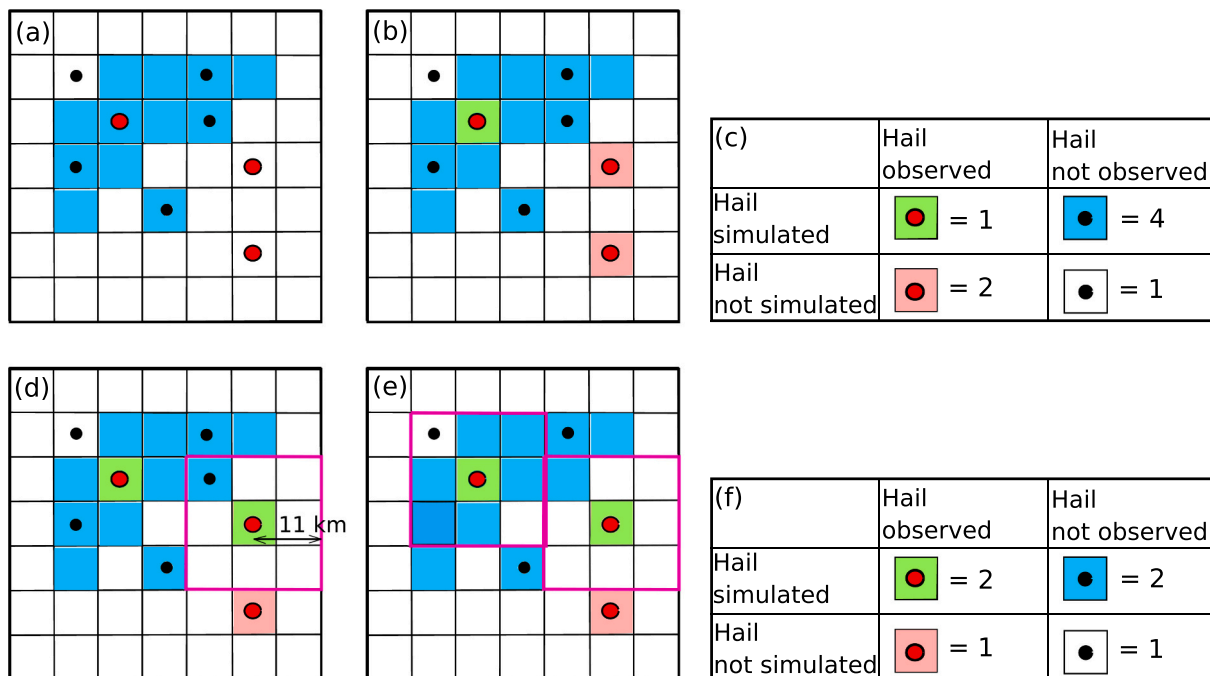 (a)
(b)
(c)
Hail
observed
Hail
not observed
Hail
simulated
= 1
= 4
Hail
not simulated
= 2
= 1
(d)
11 km
(e)
(f)
Hail
observed
Hail
not observed
Hail
simulated
= 2
= 2
Hail
not simulated
= 1
= 1